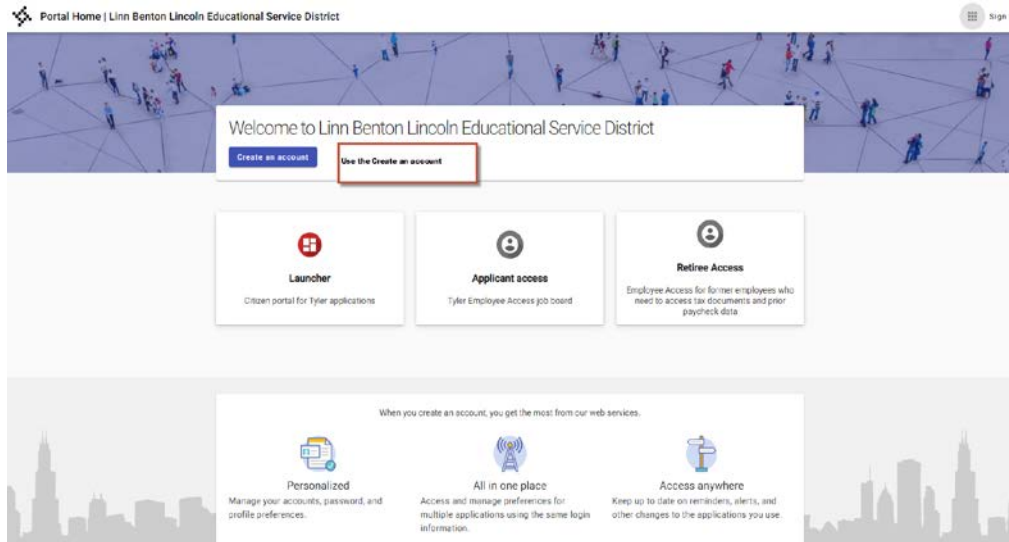 Portal Home | Linn Benton Lincoln Educational Service District
Sign
Welcome to Linn Benton Lincoln Educational Service District
Create an account
Use the Create an account
Launcher
Citizen portal for Tyler applications
Applicant access
Tyler Employee Access job board
Retiree Access
Employee Access for former employees who
need to access tax documents and prior
paycheck data
When you create an account, you get the most from our web services.
Personalized
Manage your accounts, password, and
profile preferences.
All in one place
Access and manage preferences for
multiple applications using the same login
information.
Access anywhere
Keep up to date on reminders, alerts, and
other changes to the applications you use.